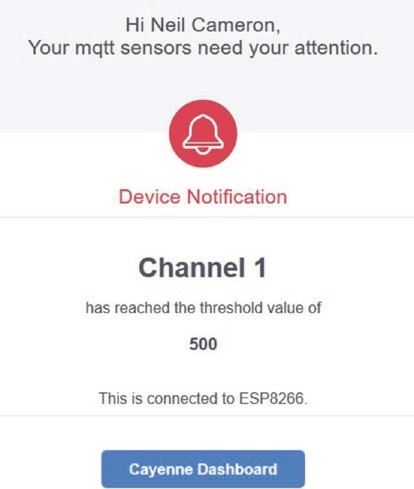 Hi Neil Cameron,
Your mqtt sensors need your attention.
Device Notification
Channel 1
has reached the threshold value of
500
This is connected to ESP8266.
Cayenne Dashboard